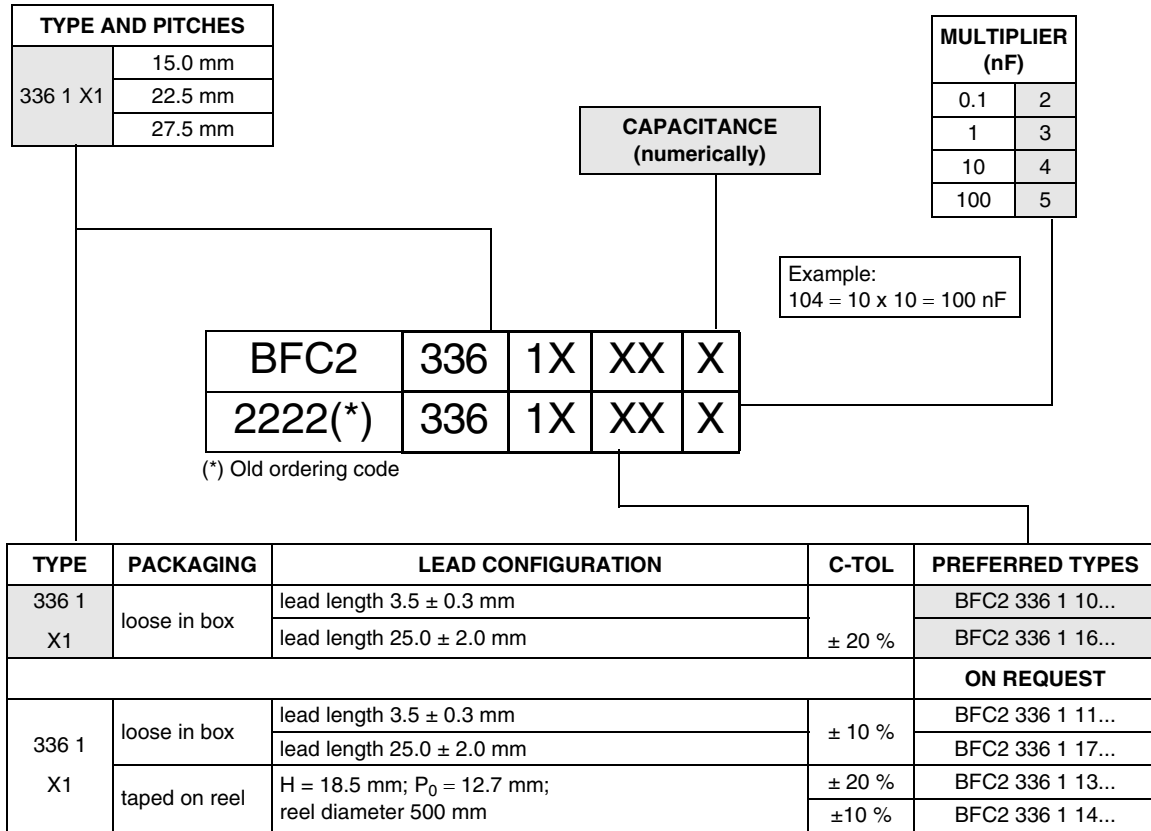 TYPE AND PITCHES
336 1 X1
15.0 mm
22.5 mm
27.5 mm
MULTIPLIER
(nF)
0.1 2
1 3
10 4
100 5
CAPACITANCE
(numerically)
Example:
104 = 10 x 10 = 100 nF
BFC2 336 1X XX X
2222(*) 336 1X XX X
(*) Old ordering code
TYPE PACKAGING LEAD CONFIGURATION C-TOL PREFERRED TYPES
336 1
X1
loose in box
lead length 3.5 ± 0.3 mm
lead length 25.0 ± 2.0 mm
± 20 %
BFC2 336 1 10...
BFC2 336 1 16...
ON REQUEST
336 1
X1
loose in box
lead length 3.5 ± 0.3 mm
lead length 25.0 ± 2.0 mm
± 10 %
BFC2 336 1 11...
BFC2 336 1 17...
taped on reel
H = 18.5 mm; P0 = 12.7 mm;
reel diameter 500 mm
± 20 %
BFC2 336 1 13...
±10 %
BFC2 336 1 14...